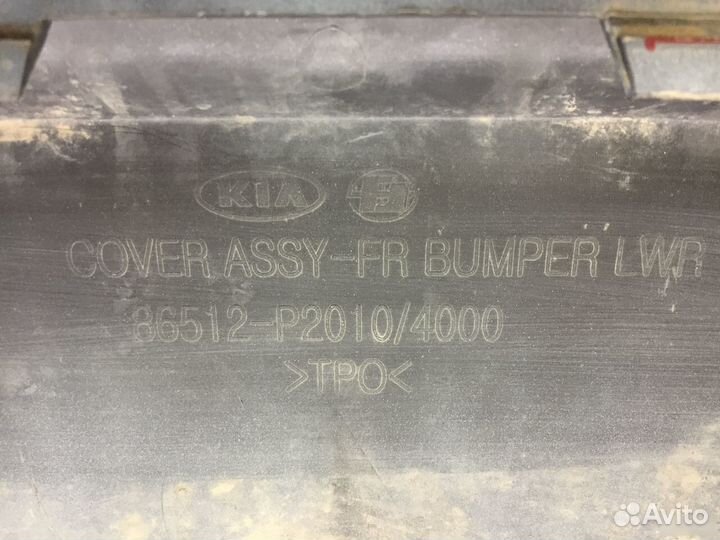 KIA
COVER ASSY-FR BUMPER LWR
86512-P2010/4000
>TPO<
Avito